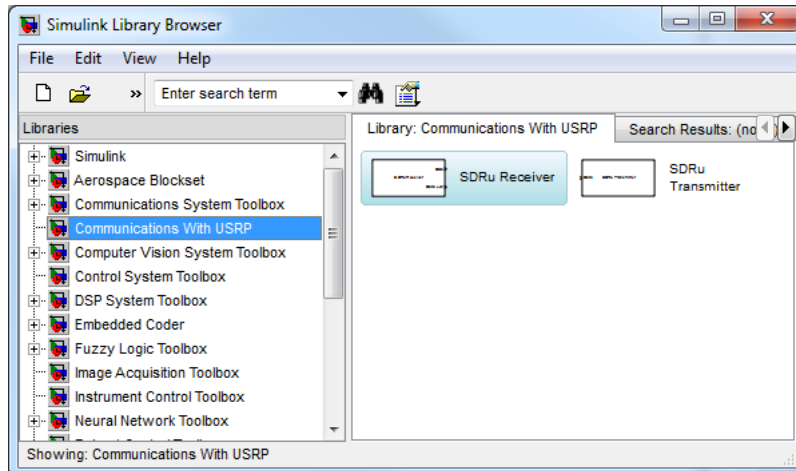 Simulink Library Browser
File Edit View Help
» Enter search term
Libraries
Library: Communications With USRP
Search Results: (no
Simulink
Aerospace Blockset
Communications System Toolbox
Communications With USRP
Computer Vision System Toolbox
Control System Toolbox
DSP System Toolbox
Embedded Coder
Fuzzy Logic Toolbox
Image Acquisition Toolbox
Instrument Control Toolbox
Neural Network Toolbox
SDRu Receiver
SDRu
Transmitter
Showing: Communications With USRP